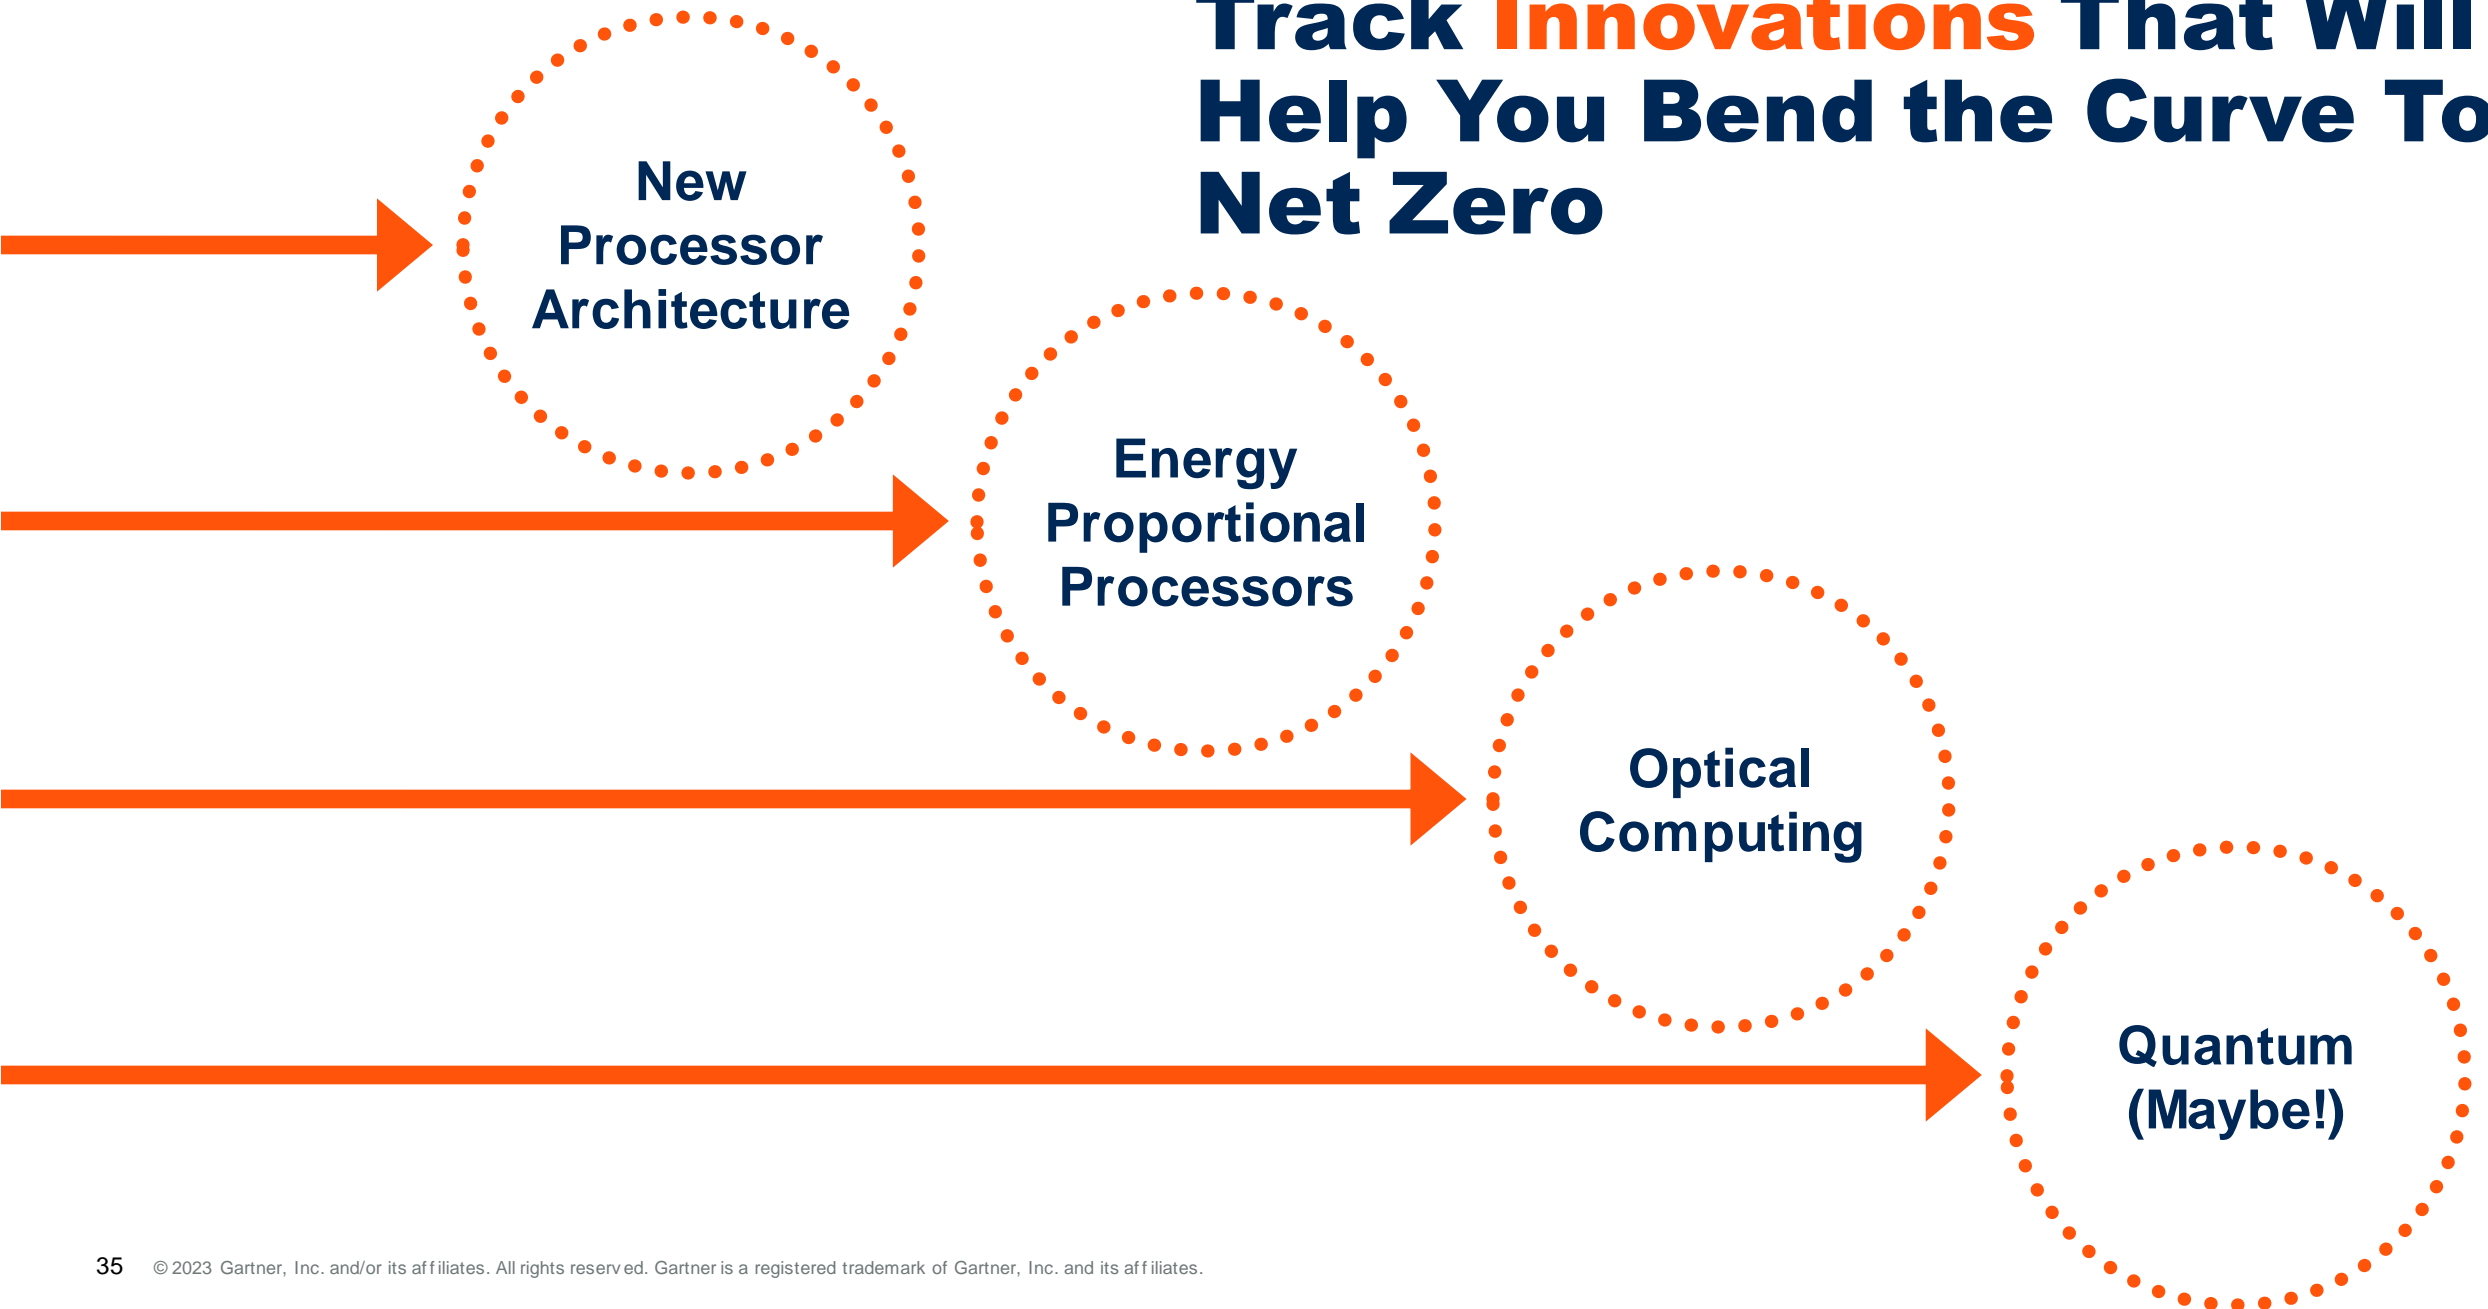 Track Innovations That Will
Help You Bend the Curve To
Net Zero
New
Processor
Architecture
Energy
Proportional
Processors
Optical
Computing
Quantum
(Maybe!)
35 © 2023 Gartner, Inc. and/or its affiliates. All rights reserved. Gartner is a registered trademark of Gartner, Inc. and its affiliates.